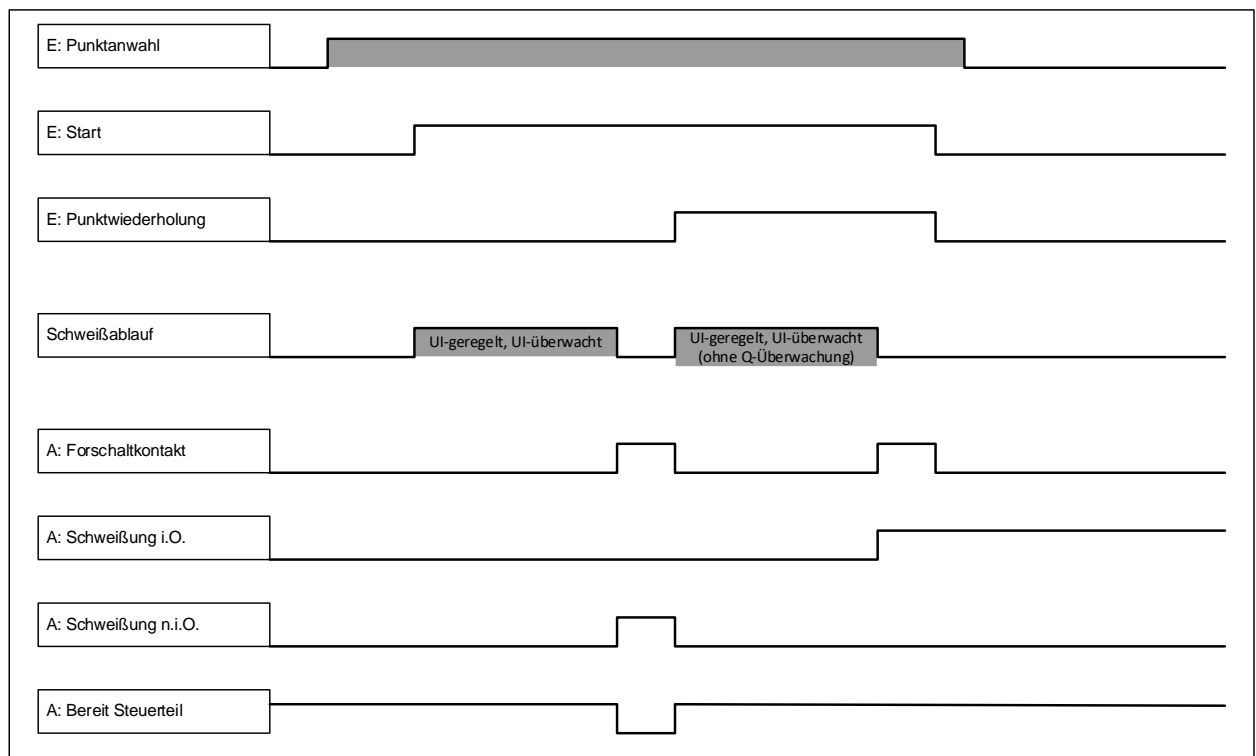 E: Punktanwahl
E: Start
E: Punktwiederholung
Schweißablauf
UI-geregelt, UI-überwacht
UI-geregelt, UI-überwacht
(ohne Q-Überwachung)
A: Forschaltkontakt
A: Schweißung i.O.
A: Schweißung n.i.O.
A: Bereit Steuerteil